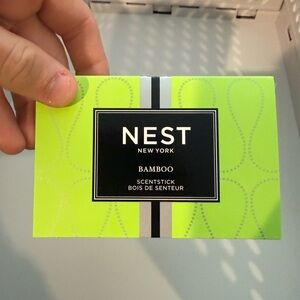 NEST
NEW YORK
BAMBOO
SCENTSTICK
BOIS DE SENTEUR